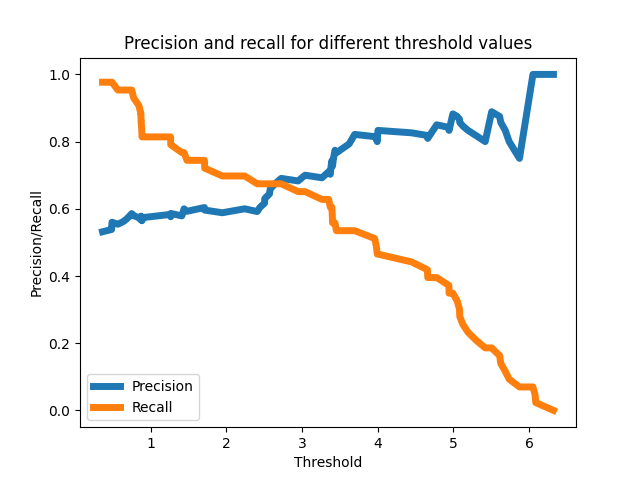 Precision and recall for different threshold values
1.0
0.8
0.6
0.4
0.2
0.0
Precision/Recall
Precision
Recall
1 2 3 4 5 6
Threshold